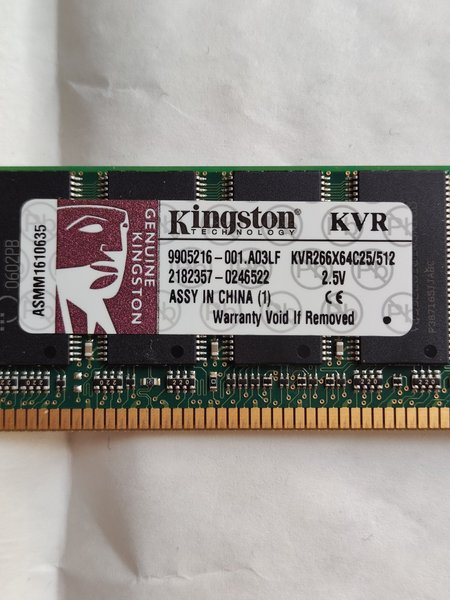 Kingston
TECHNOLOGY
KVR
9905216-001.A03LF KVR266X64C25/512
2182357-0246522 2.5V
ASSY IN CHINA (1) CE
Warranty Void If Removed
GENUINE
KINGSTON
ASMM1610635